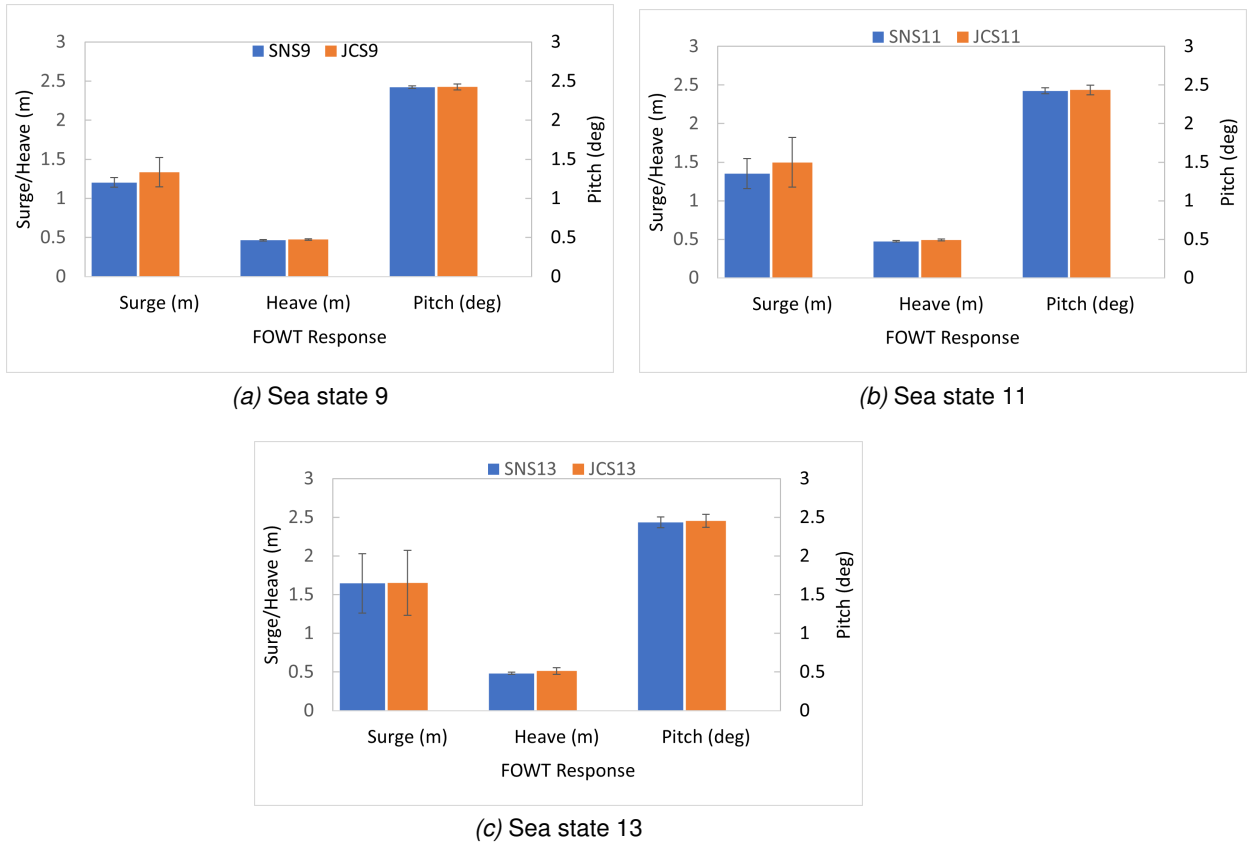 SNS9 JCS9
3
2.5
2
1.5
1
0.5
0
3
2.5
2
1.5
1
0.5
0
Surge/Heave (m)
Pitch (deg)
Surge (m) Heave (m) Pitch (deg)
FOWT Response
(a) Sea state 9
SNS11 JCS11
3
2.5
2
1.5
1
0.5
0
3
2.5
2
1.5
1
0.5
0
Surge/Heave (m)
Pitch (deg)
Surge (m) Heave (m) Pitch (deg)
FOWT Response
(b) Sea state 11
SNS13 JCS13
3
2.5
2
1.5
1
0.5
0
3
2.5
2
1.5
1
0.5
0
Surge/Heave (m)
Pitch (deg)
Surge (m) Heave (m) Pitch (deg)
FOWT Response
(c) Sea state 13